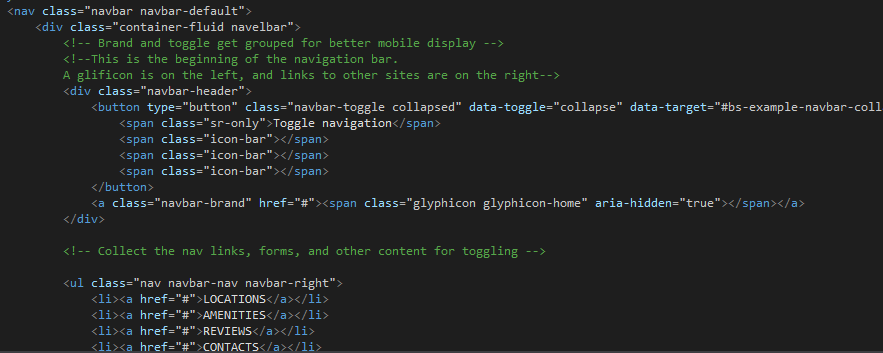 <nav class="navbar navbar-default">
<div class="container-fluid navelbar">
<!-- Brand and toggle get grouped for better mobile display -->
<!--This is the beginning of the navigation bar.
A glificon is on the left, and links to other sites are on the right-->
<div class="navbar-header">
<button type="button" class="navbar-toggle collapsed" data-toggle="collapse" data-target="#bs-example-navbar-coll
<span class="sr-only">Toggle navigation</span>
<span class="icon-bar"></span>
<span class="icon-bar"></span>
<span class="icon-bar"></span>
</button>
<a class="navbar-brand" href="#"><span class="glyphicon glyphicon-home" aria-hidden="true"></span></a>
</div>
<!-- Collect the nav links, forms, and other content for toggling -->
<ul class="nav navbar-nav navbar-right">
<li><a href="#">LOCATIONS</a></li>
<li><a href="#">AMENITIES</a></li>
<li><a href="#">REVIEWS</a></li>
<li><a href="#">CONTACTS</a></li>